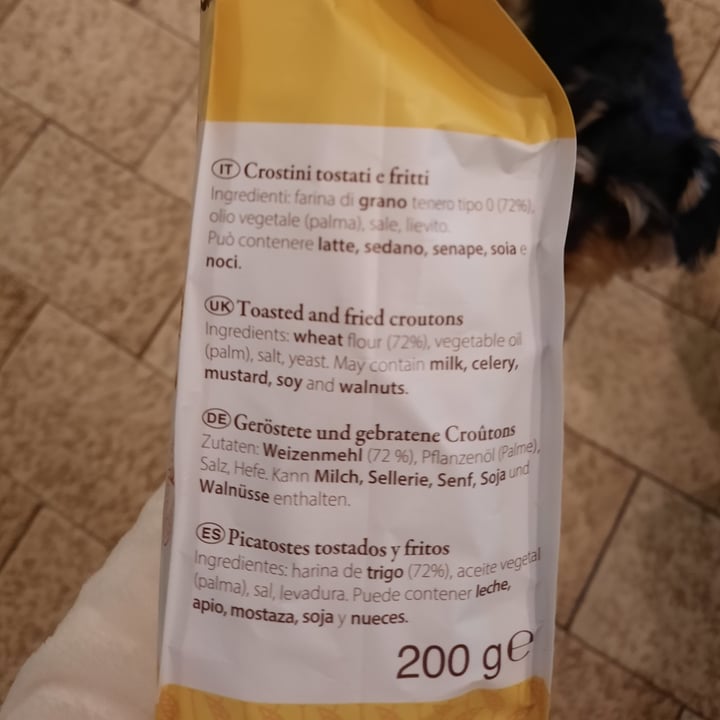 IT Crostini tostati e fritti
Ingredienti: farina di grano tenero tipo 0 (72%),
olio vegetale (palma), sale, lievito.
Può contenere latte, sedano, senape, soia e
noci.
UK Toasted and fried croutons
Ingredients: wheat flour (72%), vegetable oil
(palm), salt, yeast. May contain milk, celery,
mustard, soy and walnuts.
DE Geröstete und gebratene Croûtons
Zutaten: Weizenmehl (72 %), Pflanzenöl (Palme),
Salz, Hefe. Kann Milch, Sellerie, Senf, Soja und
Walnüsse enthalten.
ES Picatostes tostados y fritos
Ingredientes: harina de trigo (72%), aceite vegetal
(palma), sal, levadura. Puede contener leche,
apio, mostaza, soja y nueces.
200 g℮